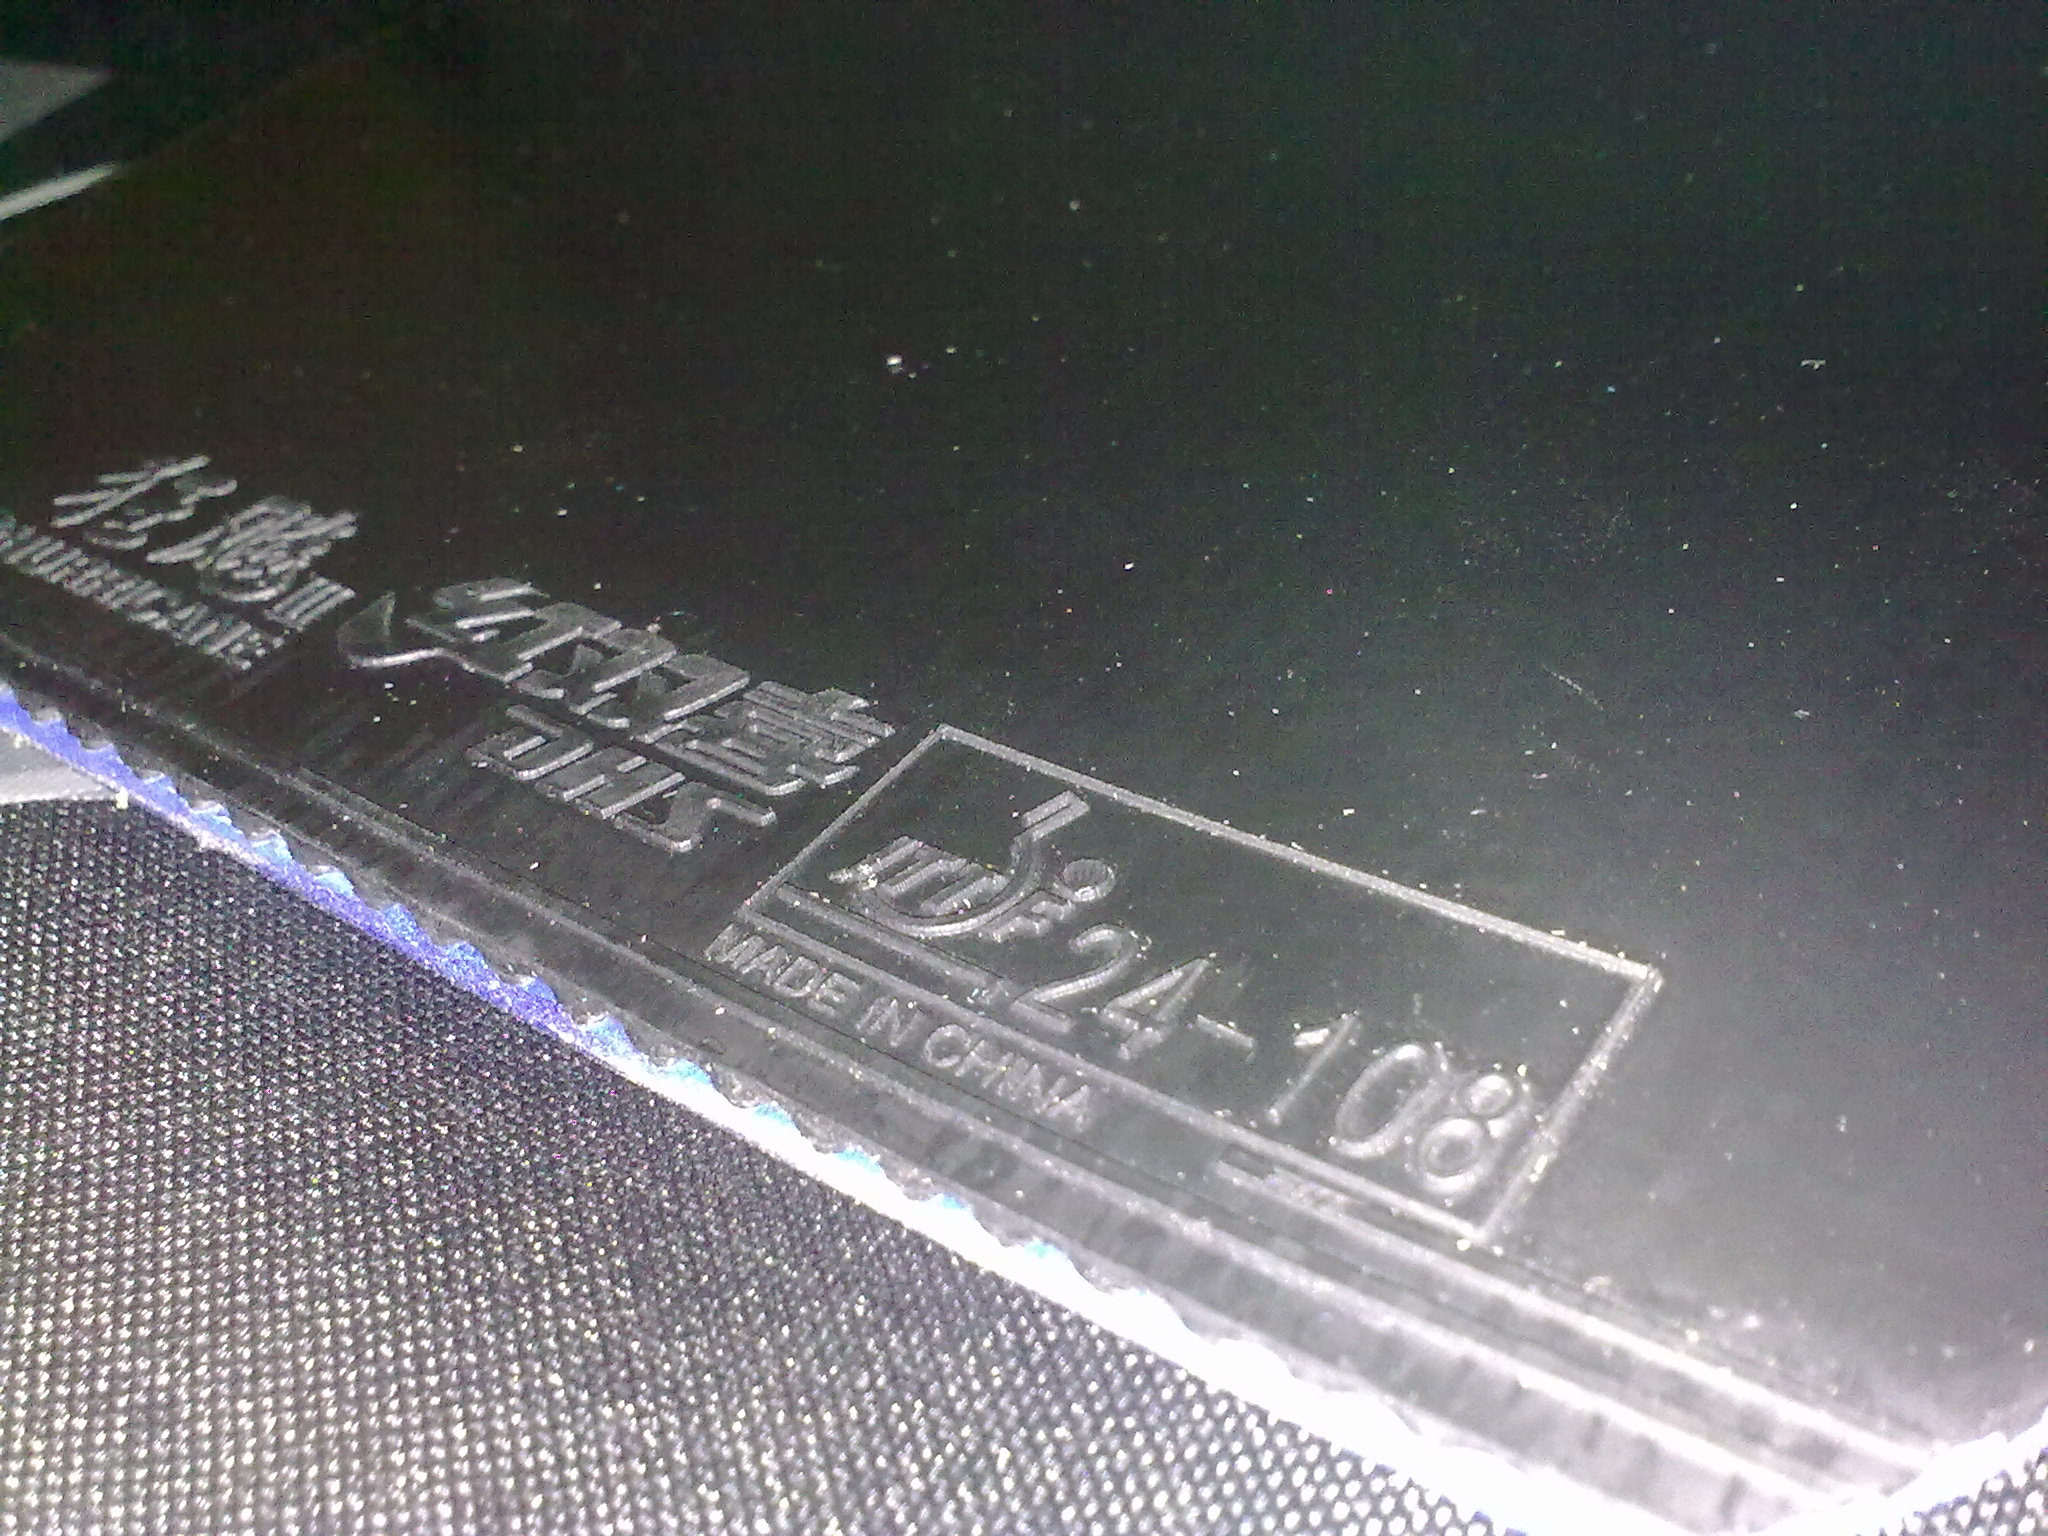 狂飚III
HURRICANE
红双喜
DHS
ITTF 24-108
MADE IN CHINA